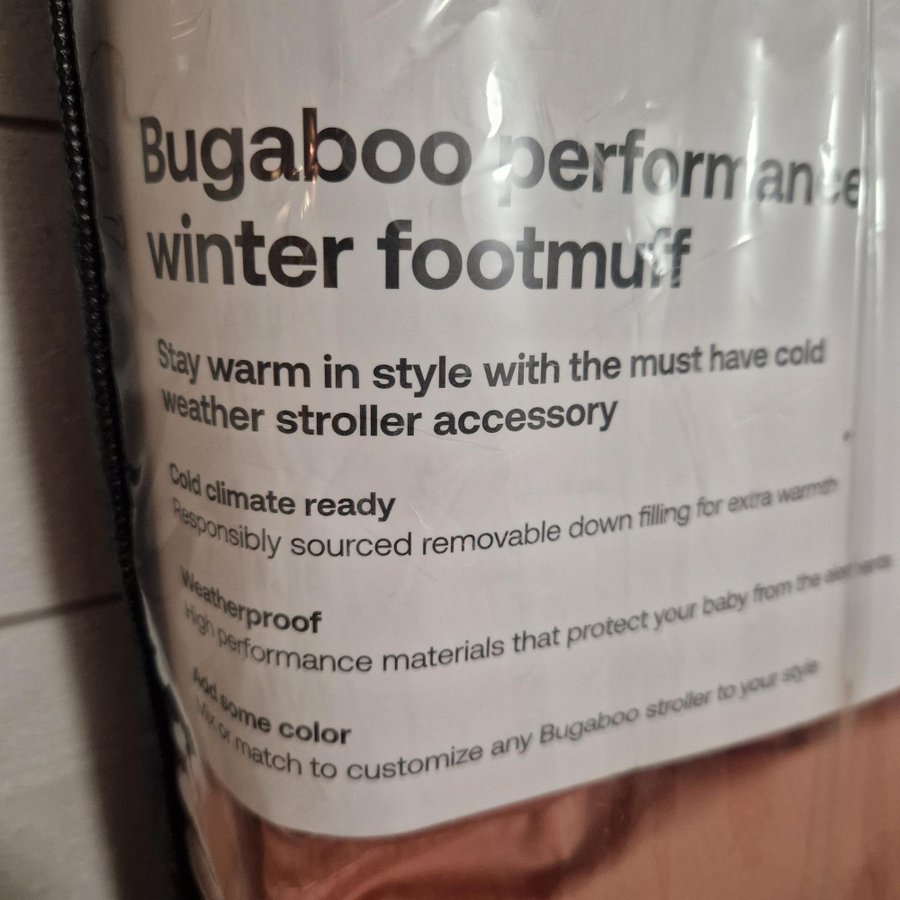 Bugaboo performance
winter footmuff
Stay warm in style with the must have cold
weather stroller accessory
Cold climate ready
Responsibly sourced removable down filling for extra warmth
Weatherproof
High performance materials that protect your baby from the elements
Add some color
Mix or match to customize any Bugaboo stroller to your style